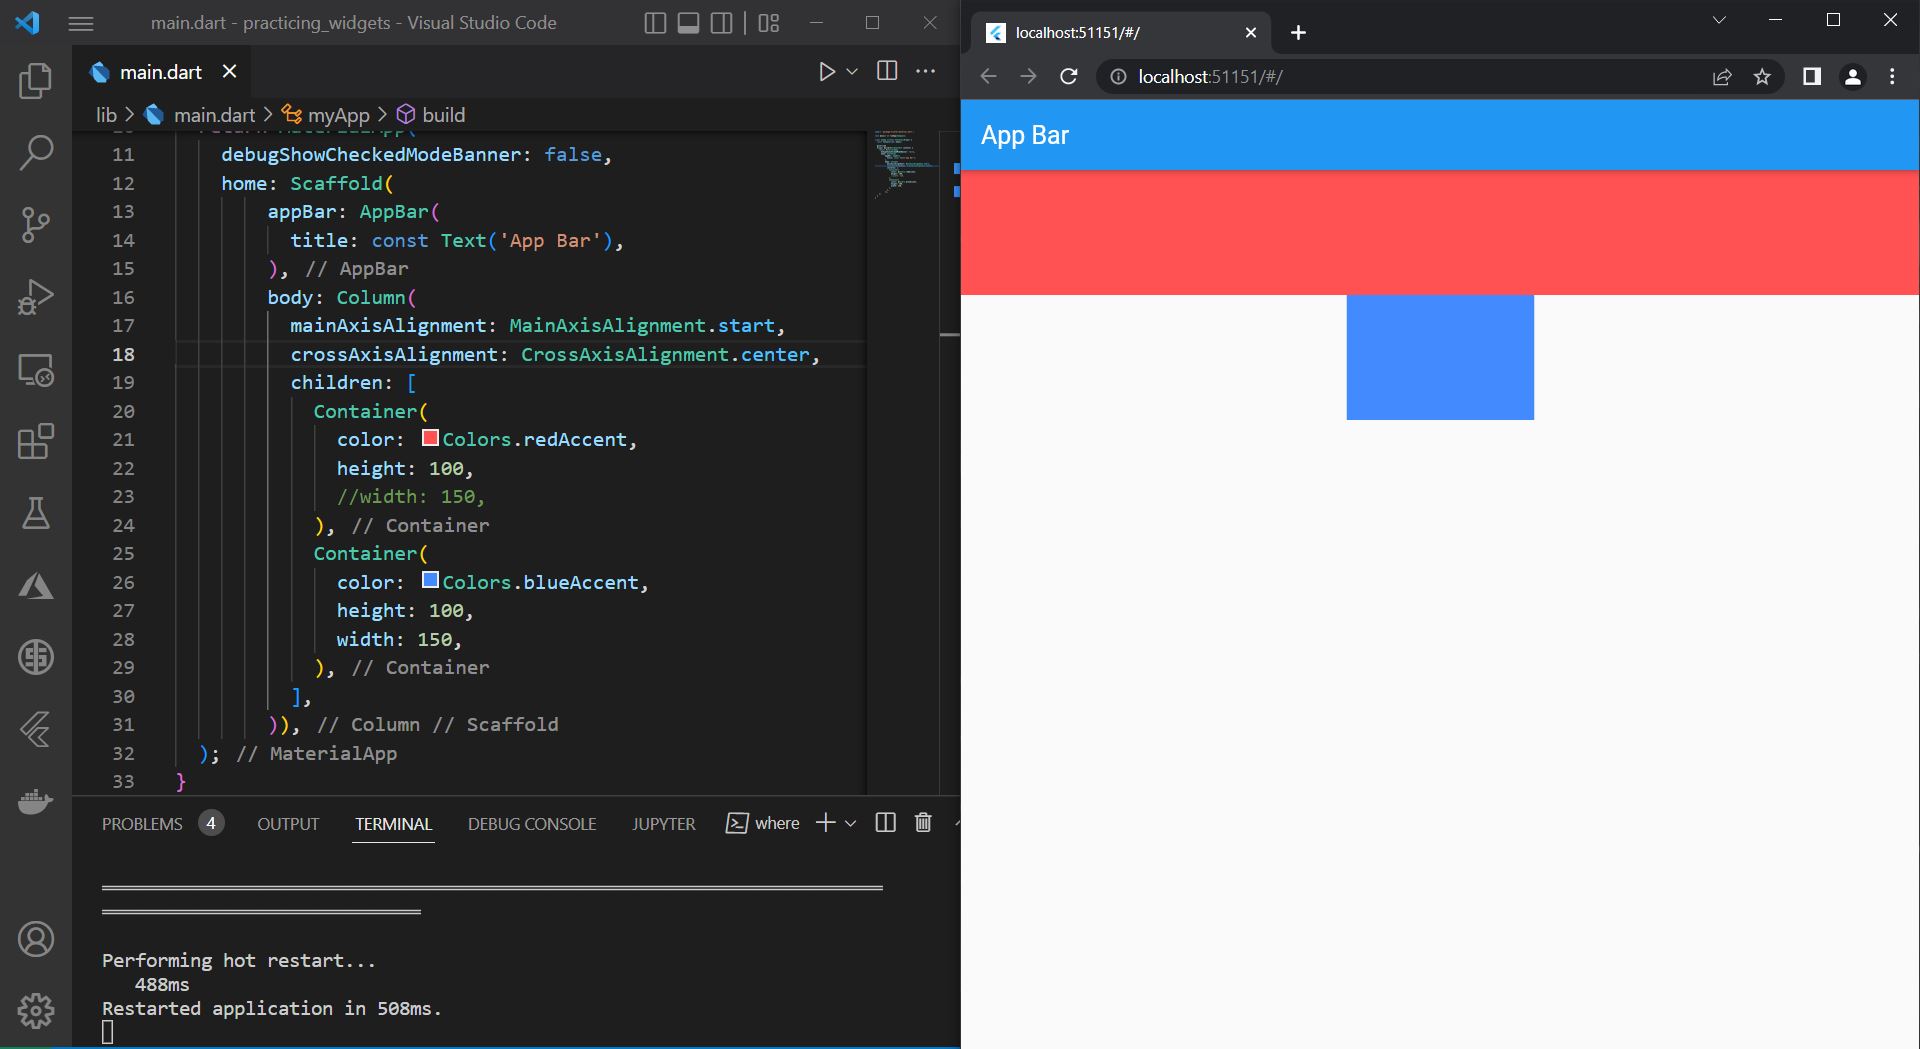 main.dart - practicing_widgets - Visual Studio Code
main.dart
lib > main.dart > myApp > build
11 debugShowCheckedModeBanner: false,
12 home: Scaffold(
13 appBar: AppBar(
14 title: const Text('App Bar'),
15 ), // AppBar
16 body: Column(
17 mainAxisAlignment: MainAxisAlignment.start,
18 crossAxisAlignment: CrossAxisAlignment.center,
19 children: [
20 Container(
21 color: Colors.redAccent,
22 height: 100,
23 //width: 150,
24 ), // Container
25 Container(
26 color: Colors.blueAccent,
27 height: 100,
28 width: 150,
29 ), // Container
30 ],
31 )), // Column // Scaffold
32 ); // MaterialApp
33 }
PROBLEMS 4 OUTPUT TERMINAL DEBUG CONSOLE JUPYTER where
Performing hot restart...
488ms
Restarted application in 508ms.
localhost:51151/#/
localhost:51151/#/
App Bar